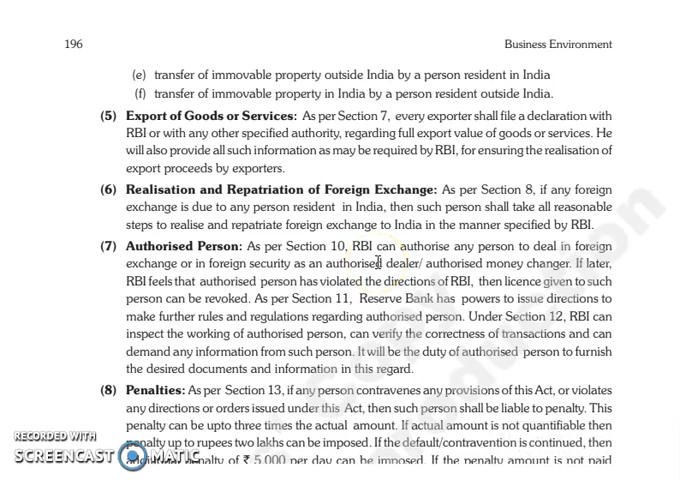 196
Business Environment
(e) transfer of immovable property outside India by a person resident in India
(f) transfer of immovable property in India by a person resident outside India.
(5) Export of Goods or Services: As per Section 7, every exporter shall file a declaration with
RBI or with any other specified authority, regarding full export value of goods or services. He
will also provide all such information as may be required by RBI, for ensuring the realisation of
export proceeds by exporters.
(6) Realisation and Repatriation of Foreign Exchange: As per Section 8, if any foreign
exchange is due to any person resident in India, then such person shall take all reasonable
steps to realise and repatriate foreign exchange to India in the manner specified by RBI.
(7) Authorised Person: As per Section 10, RBI can authorise any person to deal in foreign
exchange or in foreign security as an authorised dealer/ authorised money changer. If later,
RBI feels that authorised person has violated the directions of RBI, then licence given to such
person can be revoked. As per Section 11, Reserve Bank has powers to issue directions to
make further rules and regulations regarding authorised person. Under Section 12, RBI can
inspect the working of authorised person, can verify the correctness of transactions and can
demand any information from such person. It will be the duty of authorised person to furnish
the desired documents and information in this regard.
(8) Penalties: As per Section 13, if any person contravenes any provisions of this Act, or violates
any directions or orders issued under this Act, then such person shall be liable to penalty. This
penalty can be upto three times the actual amount. If actual amount is not quantifiable then
penalty up to rupees two lakhs can be imposed. If the default/contravention is continued, then
additional penalty of ₹ 5,000 per day can be imposed. If the penalty amount is not paid
RECORDED WITH
SCREENCAST MATIC